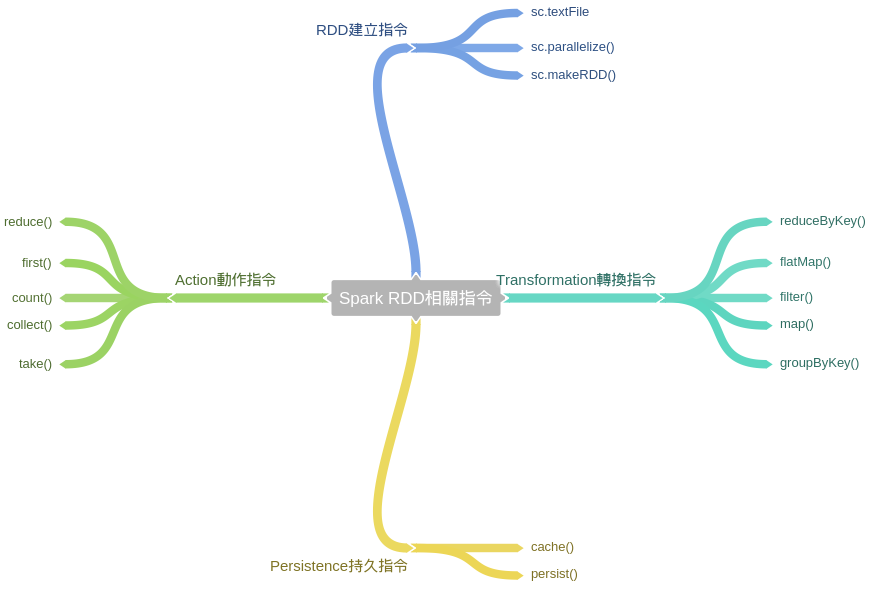 RDD建立指令
sc.textFile
sc.parallelize()
sc.makeRDD()
Action動作指令
reduce()
first()
count()
collect()
take()
Spark RDD相關指令
Transformation轉換指令
reduceByKey()
flatMap()
filter()
map()
groupByKey()
Persistence持久指令
cache()
persist()